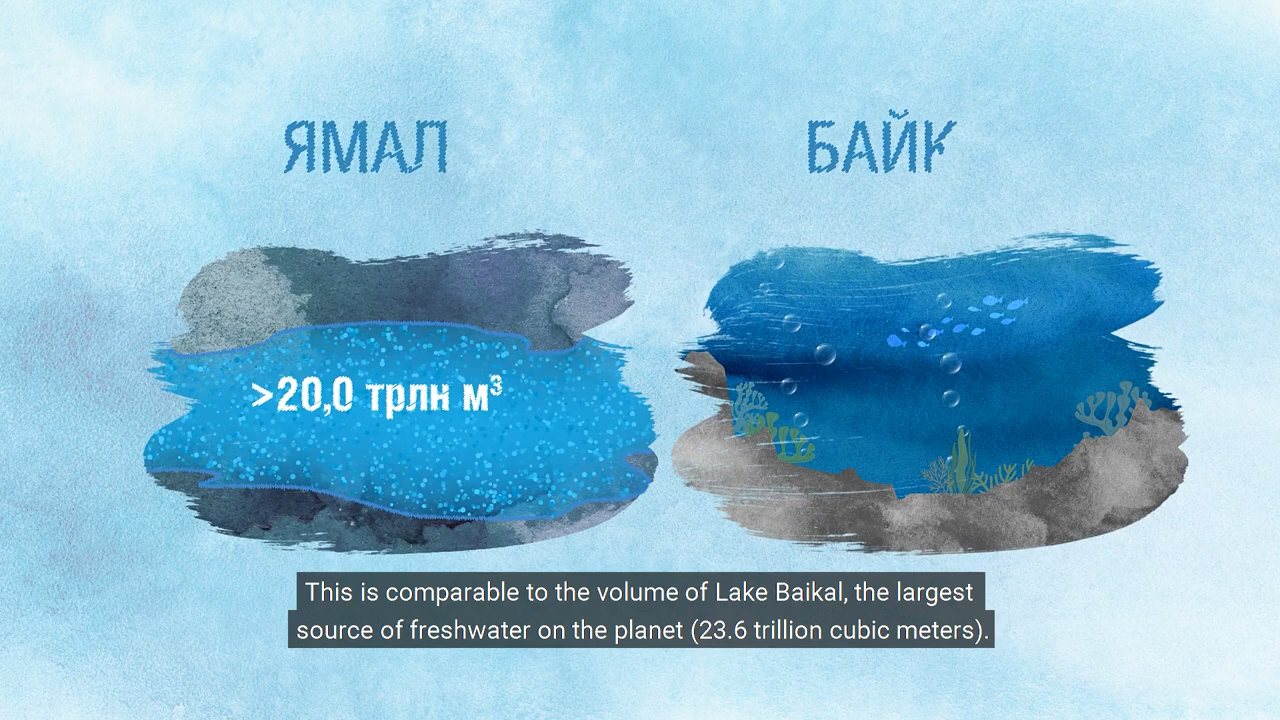 ЯМАЛ
БАЙК
>20,0 трлн м³
This is comparable to the volume of Lake Baikal, the largest
source of freshwater on the planet (23.6 trillion cubic meters).